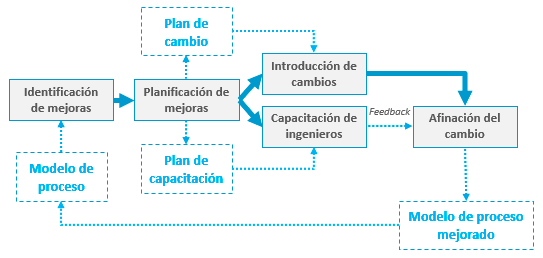 Plan de
cambio
Introducción de
cambios
Identificación
de mejoras
Planificación de
mejoras
Capacitación de
ingenieros
Feedback
Afinación del
cambio
Modelo de
proceso
Plan de
capacitación
Modelo de proceso
mejorado